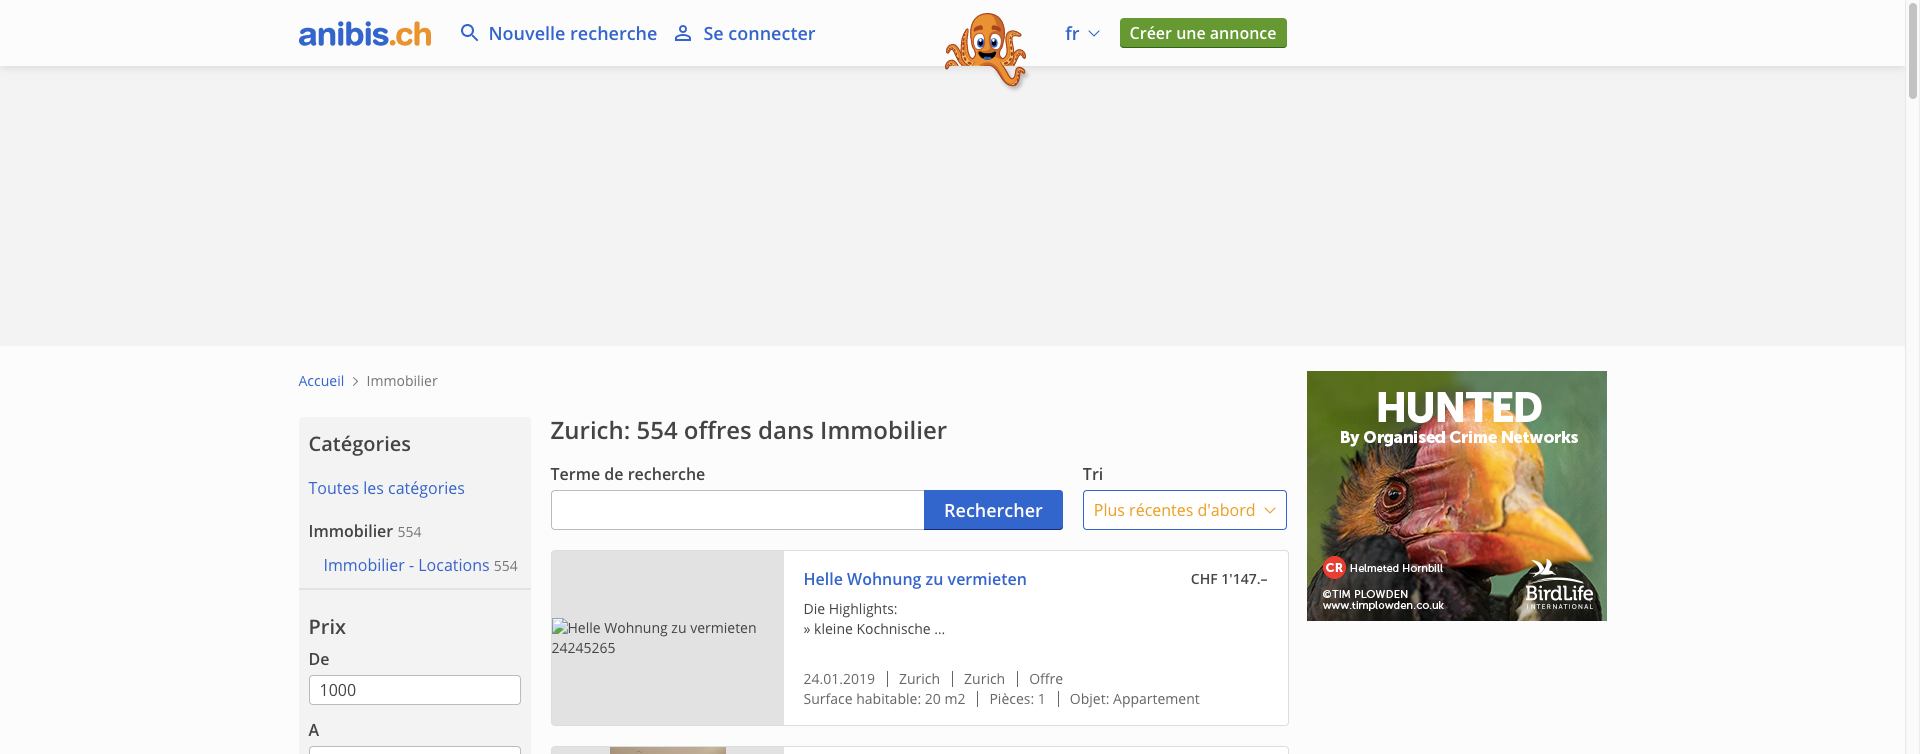 anibis.ch
Nouvelle recherche
Se connecter
fr
Créer une annonce
Accueil > Immobilier
Catégories
Toutes les catégories
Immobilier 554
Immobilier - Locations 554
Prix
De
1000
A
Zurich: 554 offres dans Immobilier
Terme de recherche
Rechercher
Tri
Plus récentes d'abord
Helle Wohnung zu vermieten
24245265
Helle Wohnung zu vermieten
CHF 1'147.–
Die Highlights:
» kleine Kochnische ...
24.01.2019 | Zurich | Zurich | Offre
Surface habitable: 20 m2 | Pièces: 1 | Objet: Appartement
HUNTED
By Organised Crime Networks
CR Helmeted Hornbill
©TIM PLOWDEN
www.timplowden.co.uk
BirdLife
INTERNATIONAL